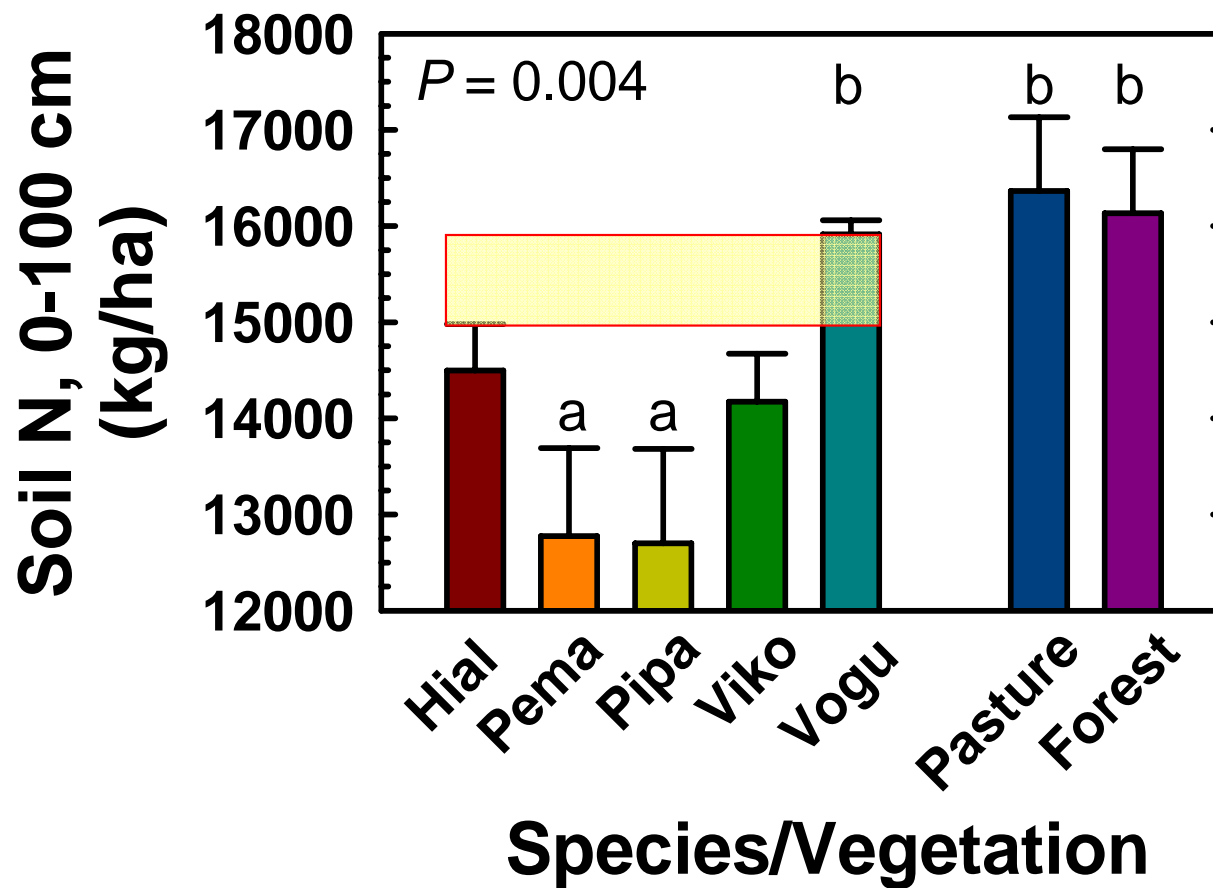 Soil N, 0-100 cm
(kg/ha)
18000
17000
16000
15000
14000
13000
12000
P = 0.004
b
b
b
a
a
Hial
Pema
Pipa
Viko
Vogu
Pasture
Forest
Species/Vegetation